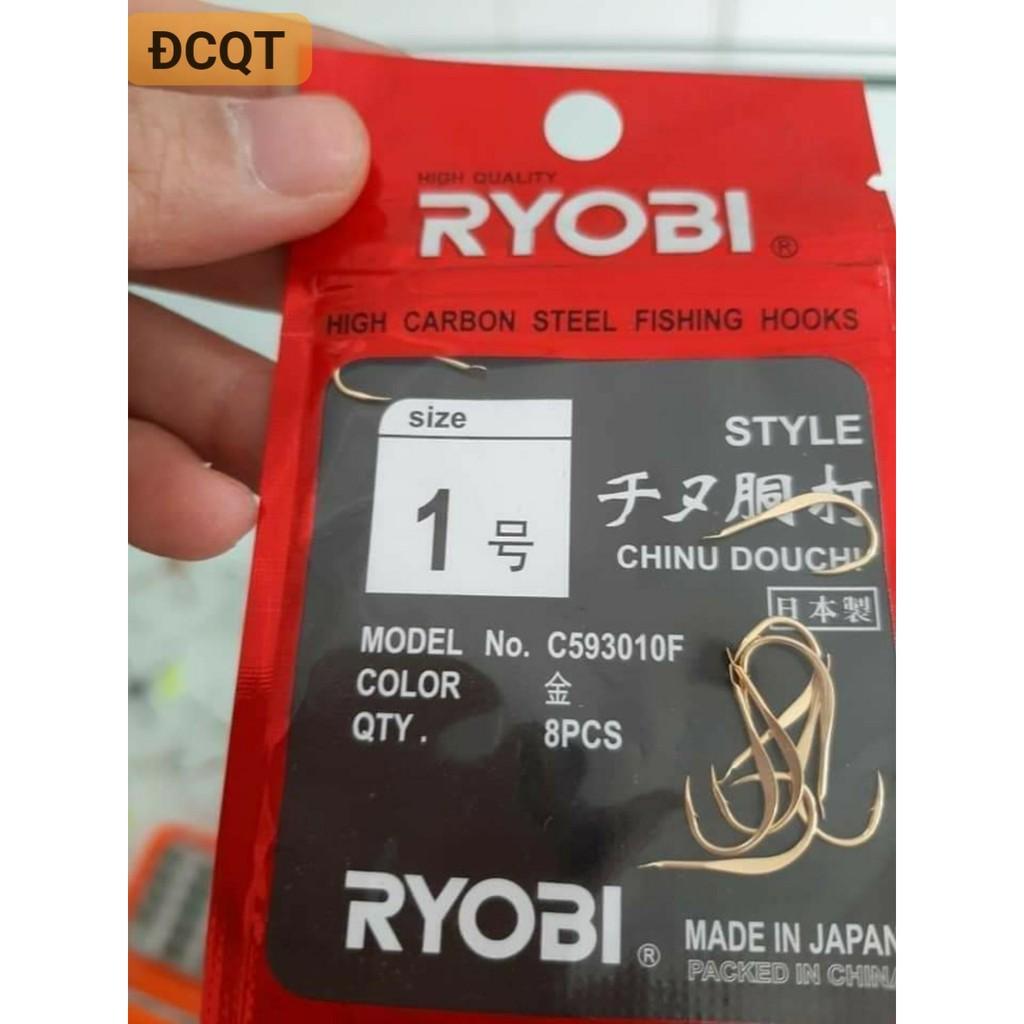 ĐCQT
HIGH QUALITY
RYOBI ®
HIGH CARBON STEEL FISHING HOOKS
size
1 号
STYLE
チヌ胴打
CHINU DOUCHI
日本製
MODEL No. C593010F
COLOR 金
QTY. 8PCS
RYOBI ®
MADE IN JAPAN
PACKED IN CHINA